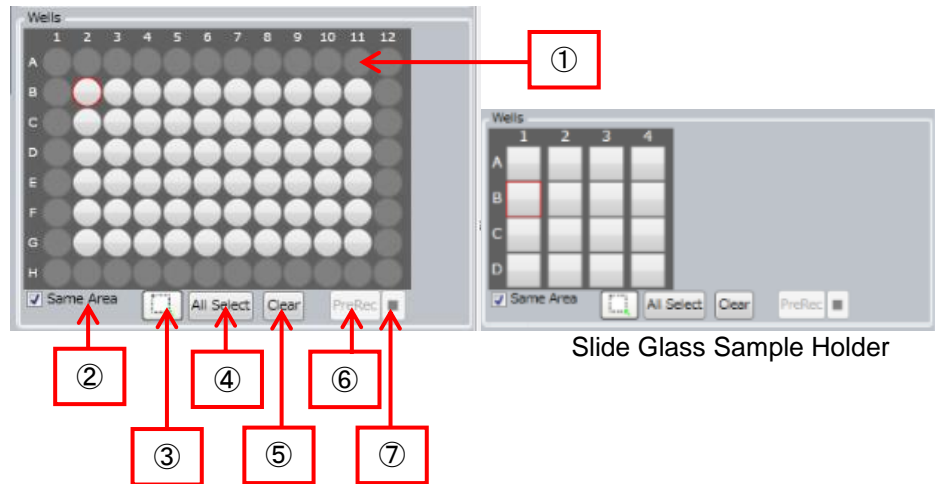 Wells
1 2 3 4 5 6 7 8 9 10 11 12
A
B
C
D
E
F
G
H
Same Area All Select Clear PreRec
①
②
③
④
⑤
⑥
⑦
Wells
1 2 3 4
A
B
C
D
Same Area All Select Clear PreRec
Slide Glass Sample Holder